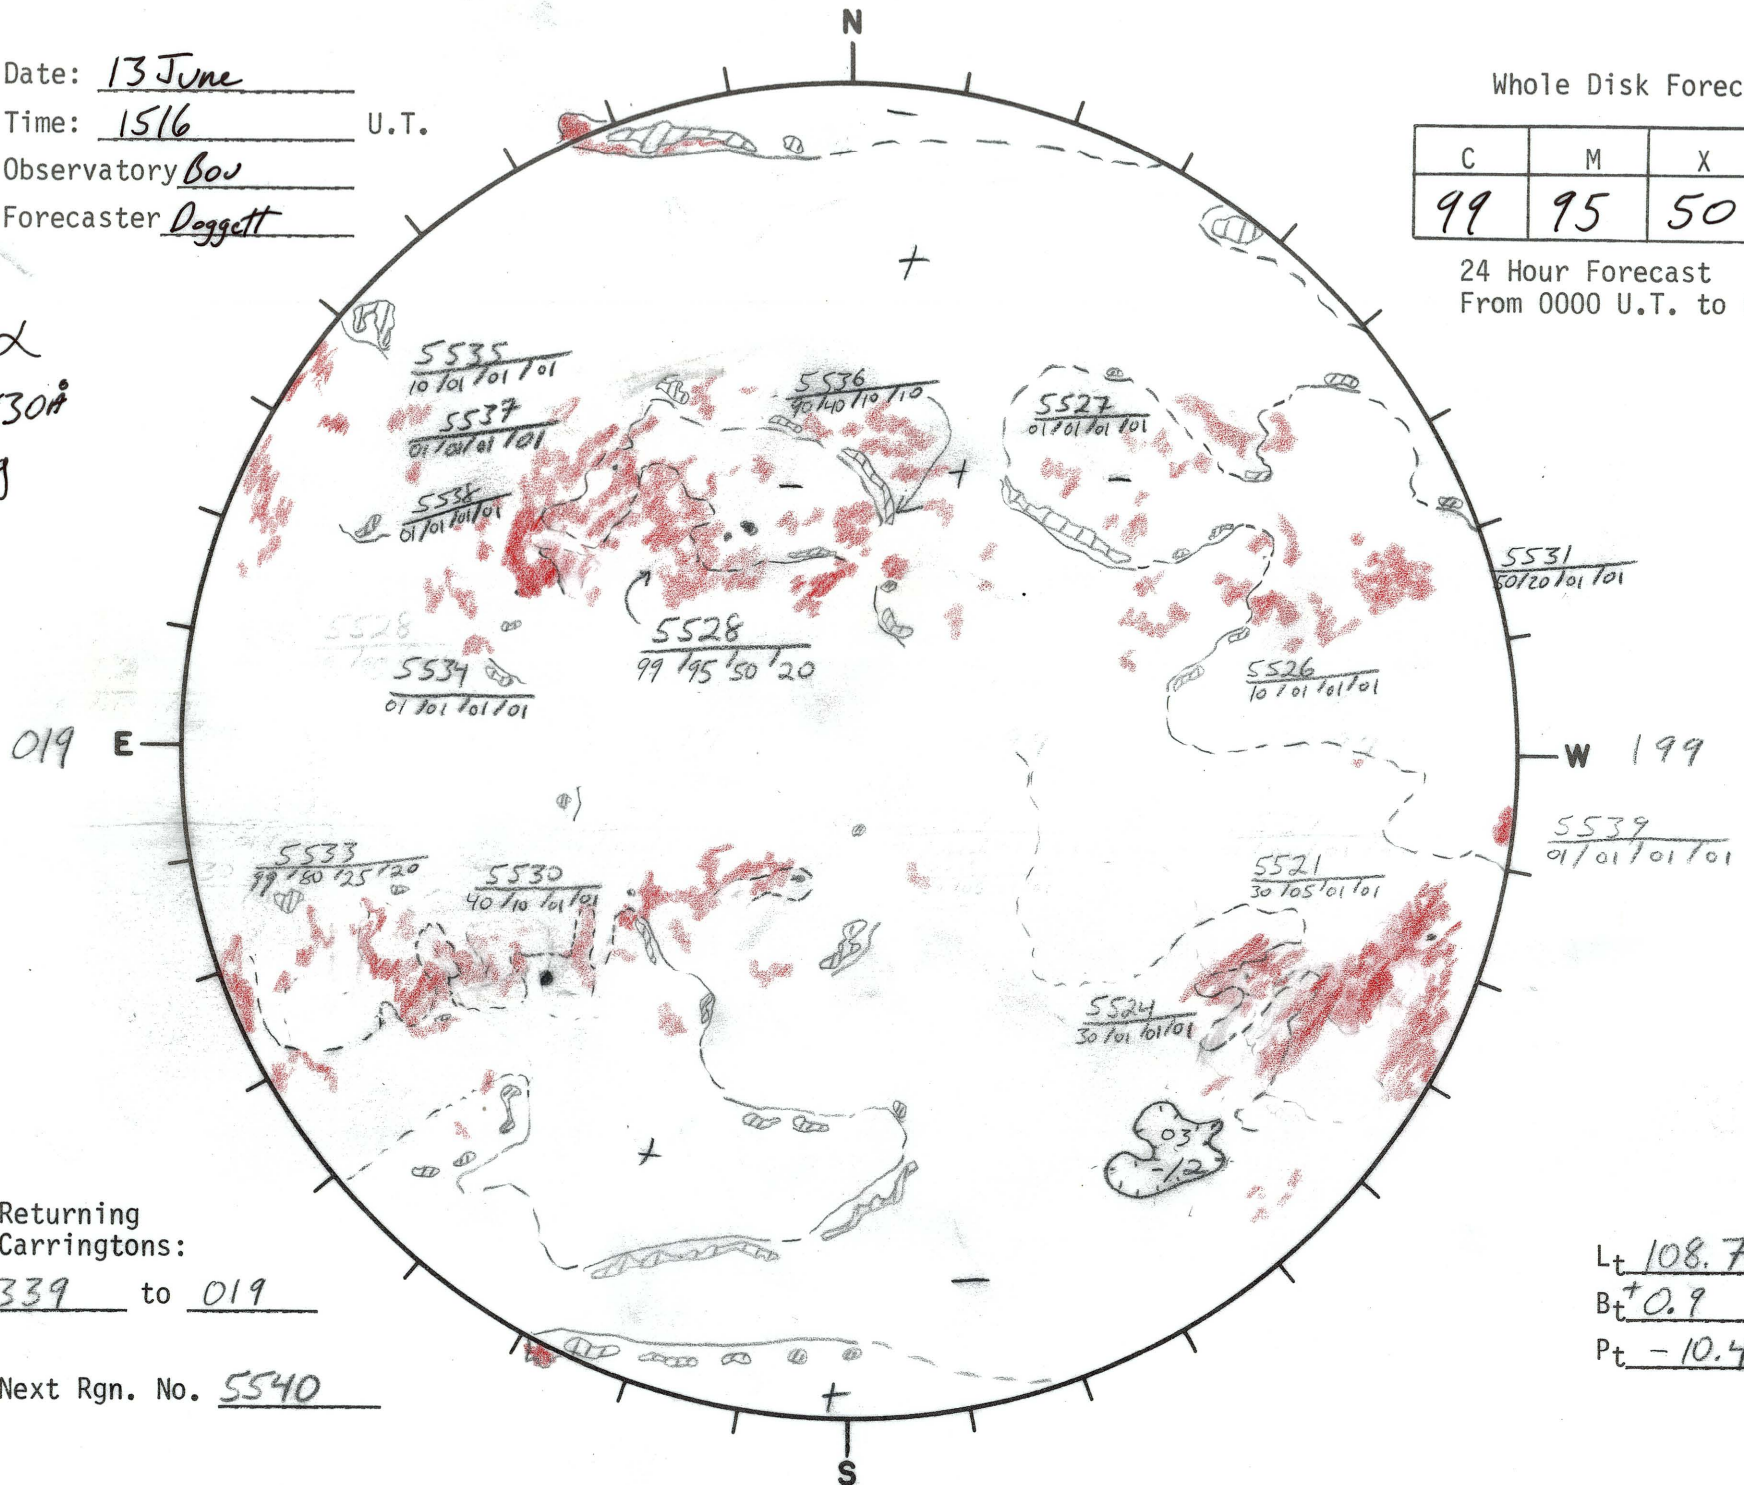 N
Date: 13 June
Time: 1516 U.T.
Observatory Bou
Forecaster Doggett
Whole Disk Forec
C M X
99 95 50
24 Hour Forecast
From 0000 U.T. to
α
530Å
g
5535
10/01/01/01
5537
01/01/01/01
5538
01/01/01/01
5536
90/40/10/10
5527
01/01/01/01
5531
50/20/01/01
5528
5528
99/95/50/20
5534
01/01/01/01
5526
10/01/01/01
019 E
W 199
5539
01/01/01/01
5533
99/80/25/20
5530
40/10/01/01
5521
30/05/01/01
5524
30/01/01/01
03
-12
Returning
Carringtons:
339 to 019
Next Rgn. No. 5540
Lt 108.7
Bt +0.9
Pt -10.4
S